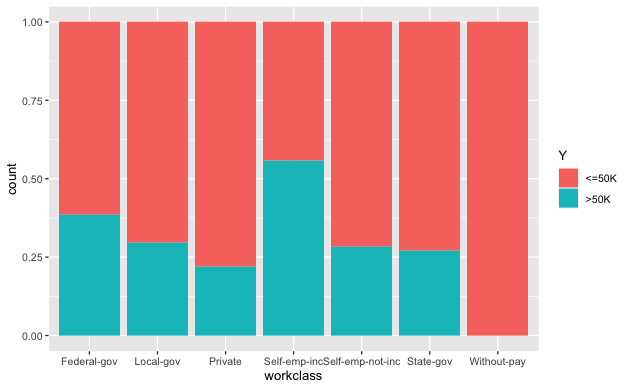 1.00
0.75
0.50
0.25
0.00
count
Federal-gov Local-gov Private Self-emp-inc Self-emp-not-inc State-gov Without-pay
workclass
Y
<=50K
>50K